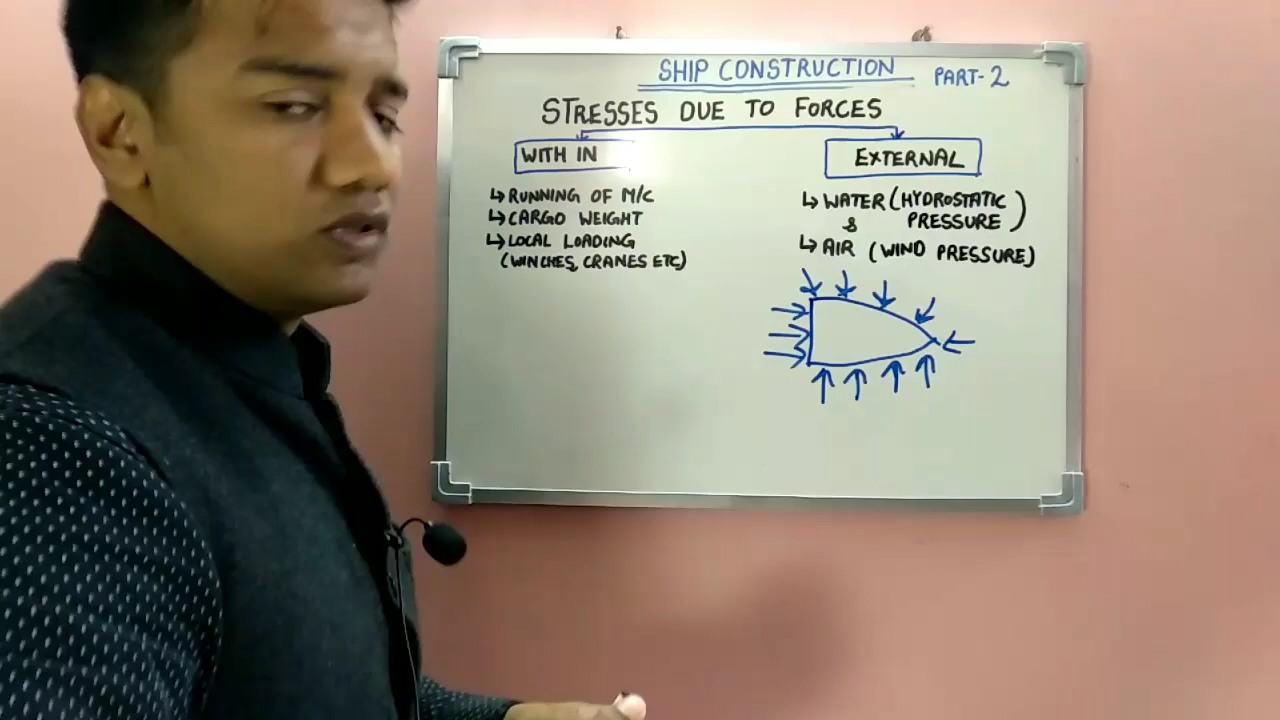 SHIP CONSTRUCTION PART-2
STRESSES DUE TO FORCES
WITH IN
↳ RUNNING OF M/C
↳ CARGO WEIGHT
↳ LOCAL LOADING
(WINCHES, CRANES ETC)
EXTERNAL
↳ WATER (HYDROSTATIC
& PRESSURE)
↳ AIR (WIND PRESSURE)